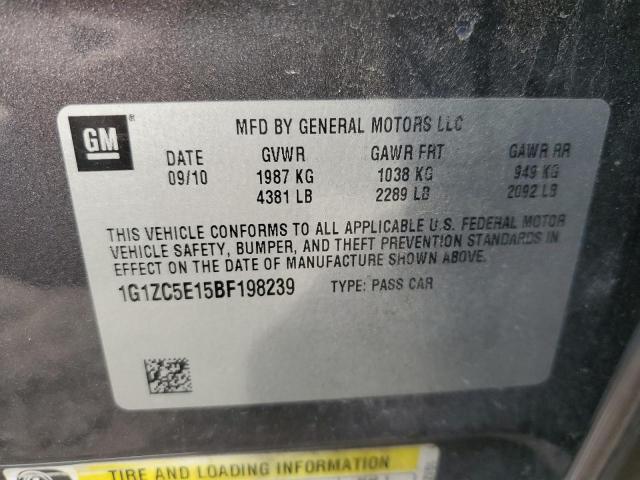 GM ®
MFD BY GENERAL MOTORS LLC
DATE GVWR GAWR FRT GAWR RR
09/10 1987 KG 1038 KG 949 KG
4381 LB 2289 LB 2092 LB
THIS VEHICLE CONFORMS TO ALL APPLICABLE U.S. FEDERAL MOTOR
VEHICLE SAFETY, BUMPER, AND THEFT PREVENTION STANDARDS IN
EFFECT ON THE DATE OF MANUFACTURE SHOWN ABOVE.
1G1ZC5E15BF198239 TYPE: PASS CAR
TIRE AND LOADING INFORMATION